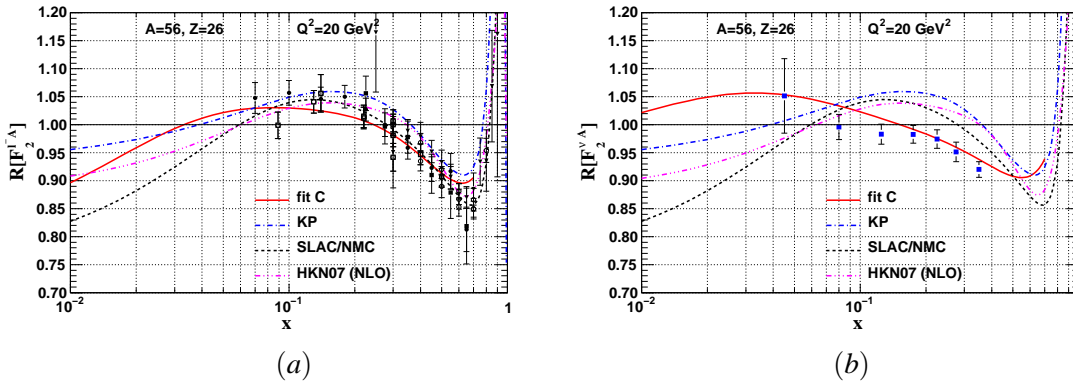 A=56, Z=26 Q²=20 GeV²
R[F₂^{l⁻A}]
1.20
1.15
1.10
1.05
1.00
0.95
0.90
0.85
0.80
0.75
0.70
fit C
KP
SLAC/NMC
HKN07 (NLO)
10⁻² 10⁻¹ 1
x
(a)
A=56, Z=26 Q²=20 GeV²
R[F₂^{ν A}]
1.20
1.15
1.10
1.05
1.00
0.95
0.90
0.85
0.80
0.75
0.70
fit C
KP
SLAC/NMC
HKN07 (NLO)
10⁻² 10⁻¹ 1
x
(b)